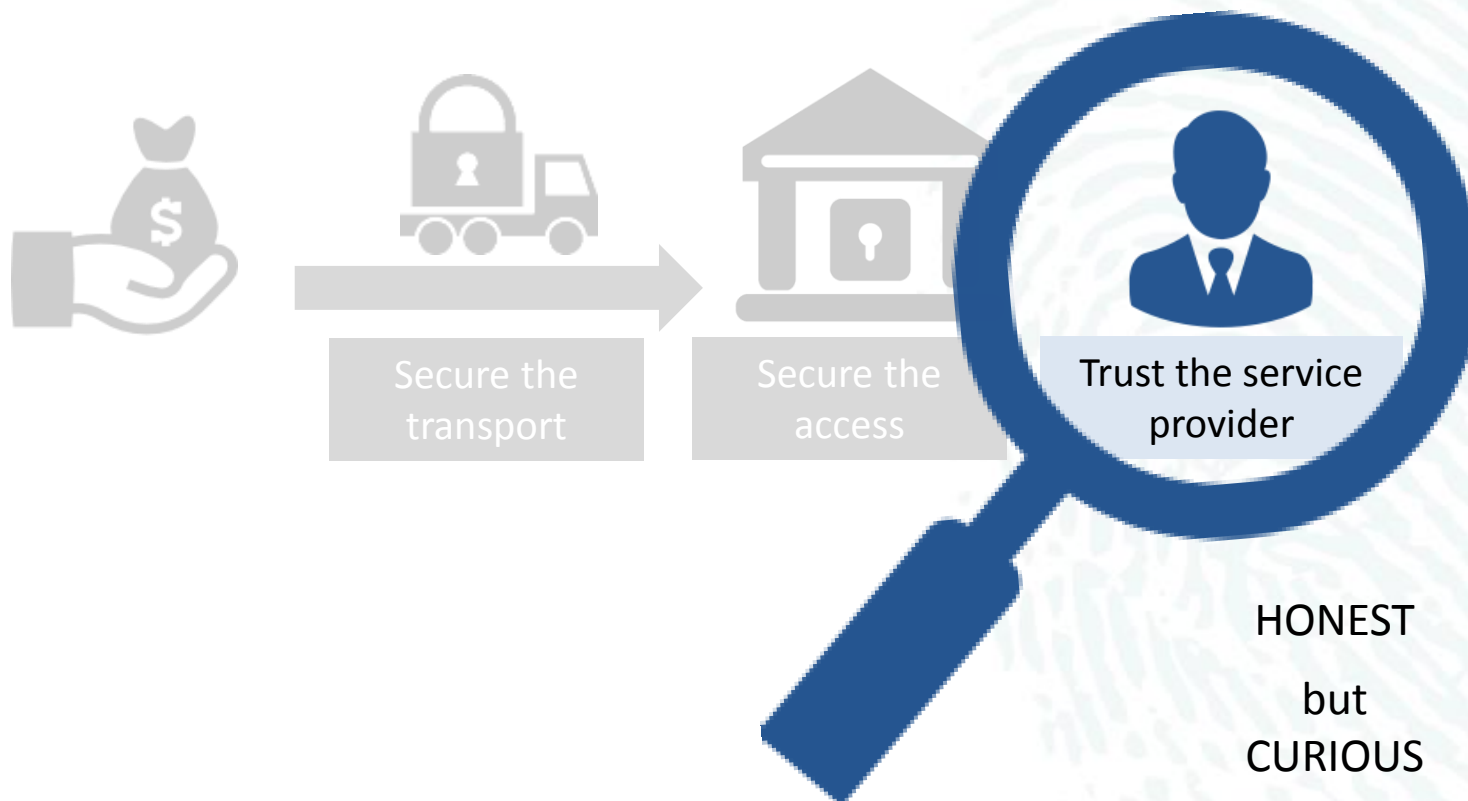 $
Secure the
transport
Secure the
access
Trust the service
provider
HONEST
but
CURIOUS